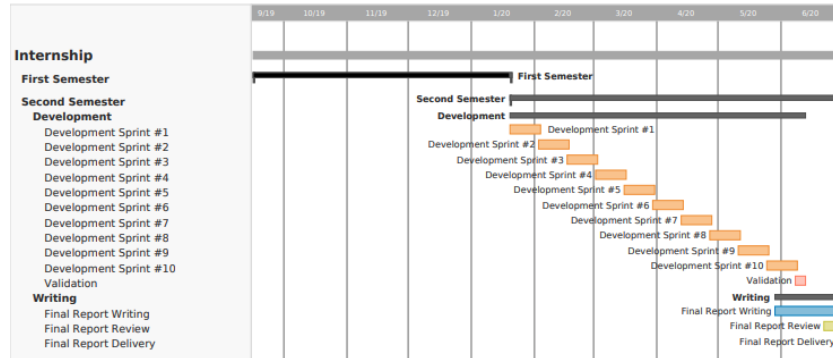 9/19 10/19 11/19 12/19 1/20 2/20 3/20 4/20 5/20 6/20
Internship
First Semester First Semester
Second Semester Second Semester
Development Development
Development Sprint #1 Development Sprint #1
Development Sprint #2 Development Sprint #2
Development Sprint #3 Development Sprint #3
Development Sprint #4 Development Sprint #4
Development Sprint #5 Development Sprint #5
Development Sprint #6 Development Sprint #6
Development Sprint #7 Development Sprint #7
Development Sprint #8 Development Sprint #8
Development Sprint #9 Development Sprint #9
Development Sprint #10 Development Sprint #10
Validation Validation
Writing Writing
Final Report Writing Final Report Writing
Final Report Review Final Report Review
Final Report Delivery Final Report Delivery